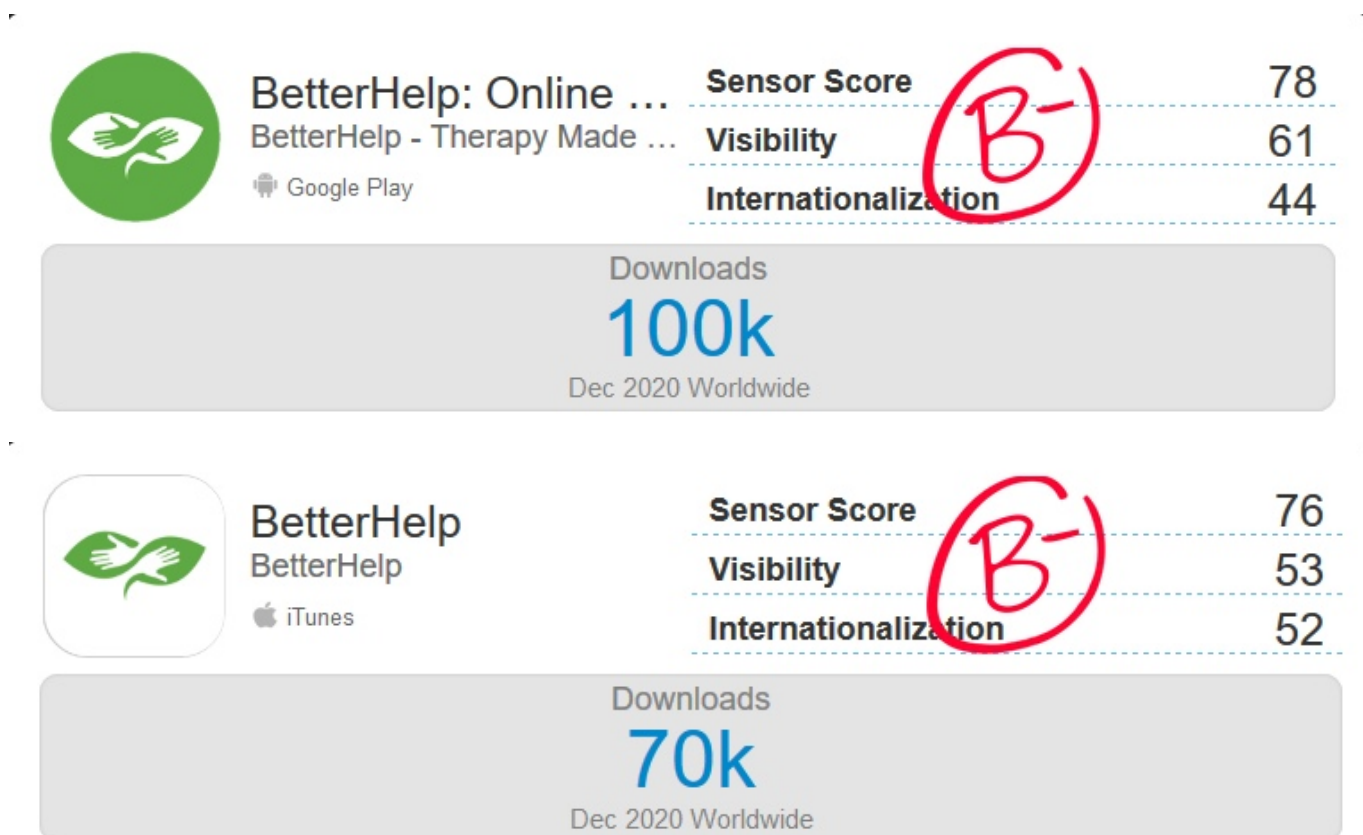 BetterHelp: Online ...
BetterHelp - Therapy Made ...
Google Play
Sensor Score 78
Visibility 61
Internationalization 44
B-
Downloads
100k
Dec 2020 Worldwide
BetterHelp
BetterHelp
iTunes
Sensor Score 76
Visibility 53
Internationalization 52
B-
Downloads
70k
Dec 2020 Worldwide